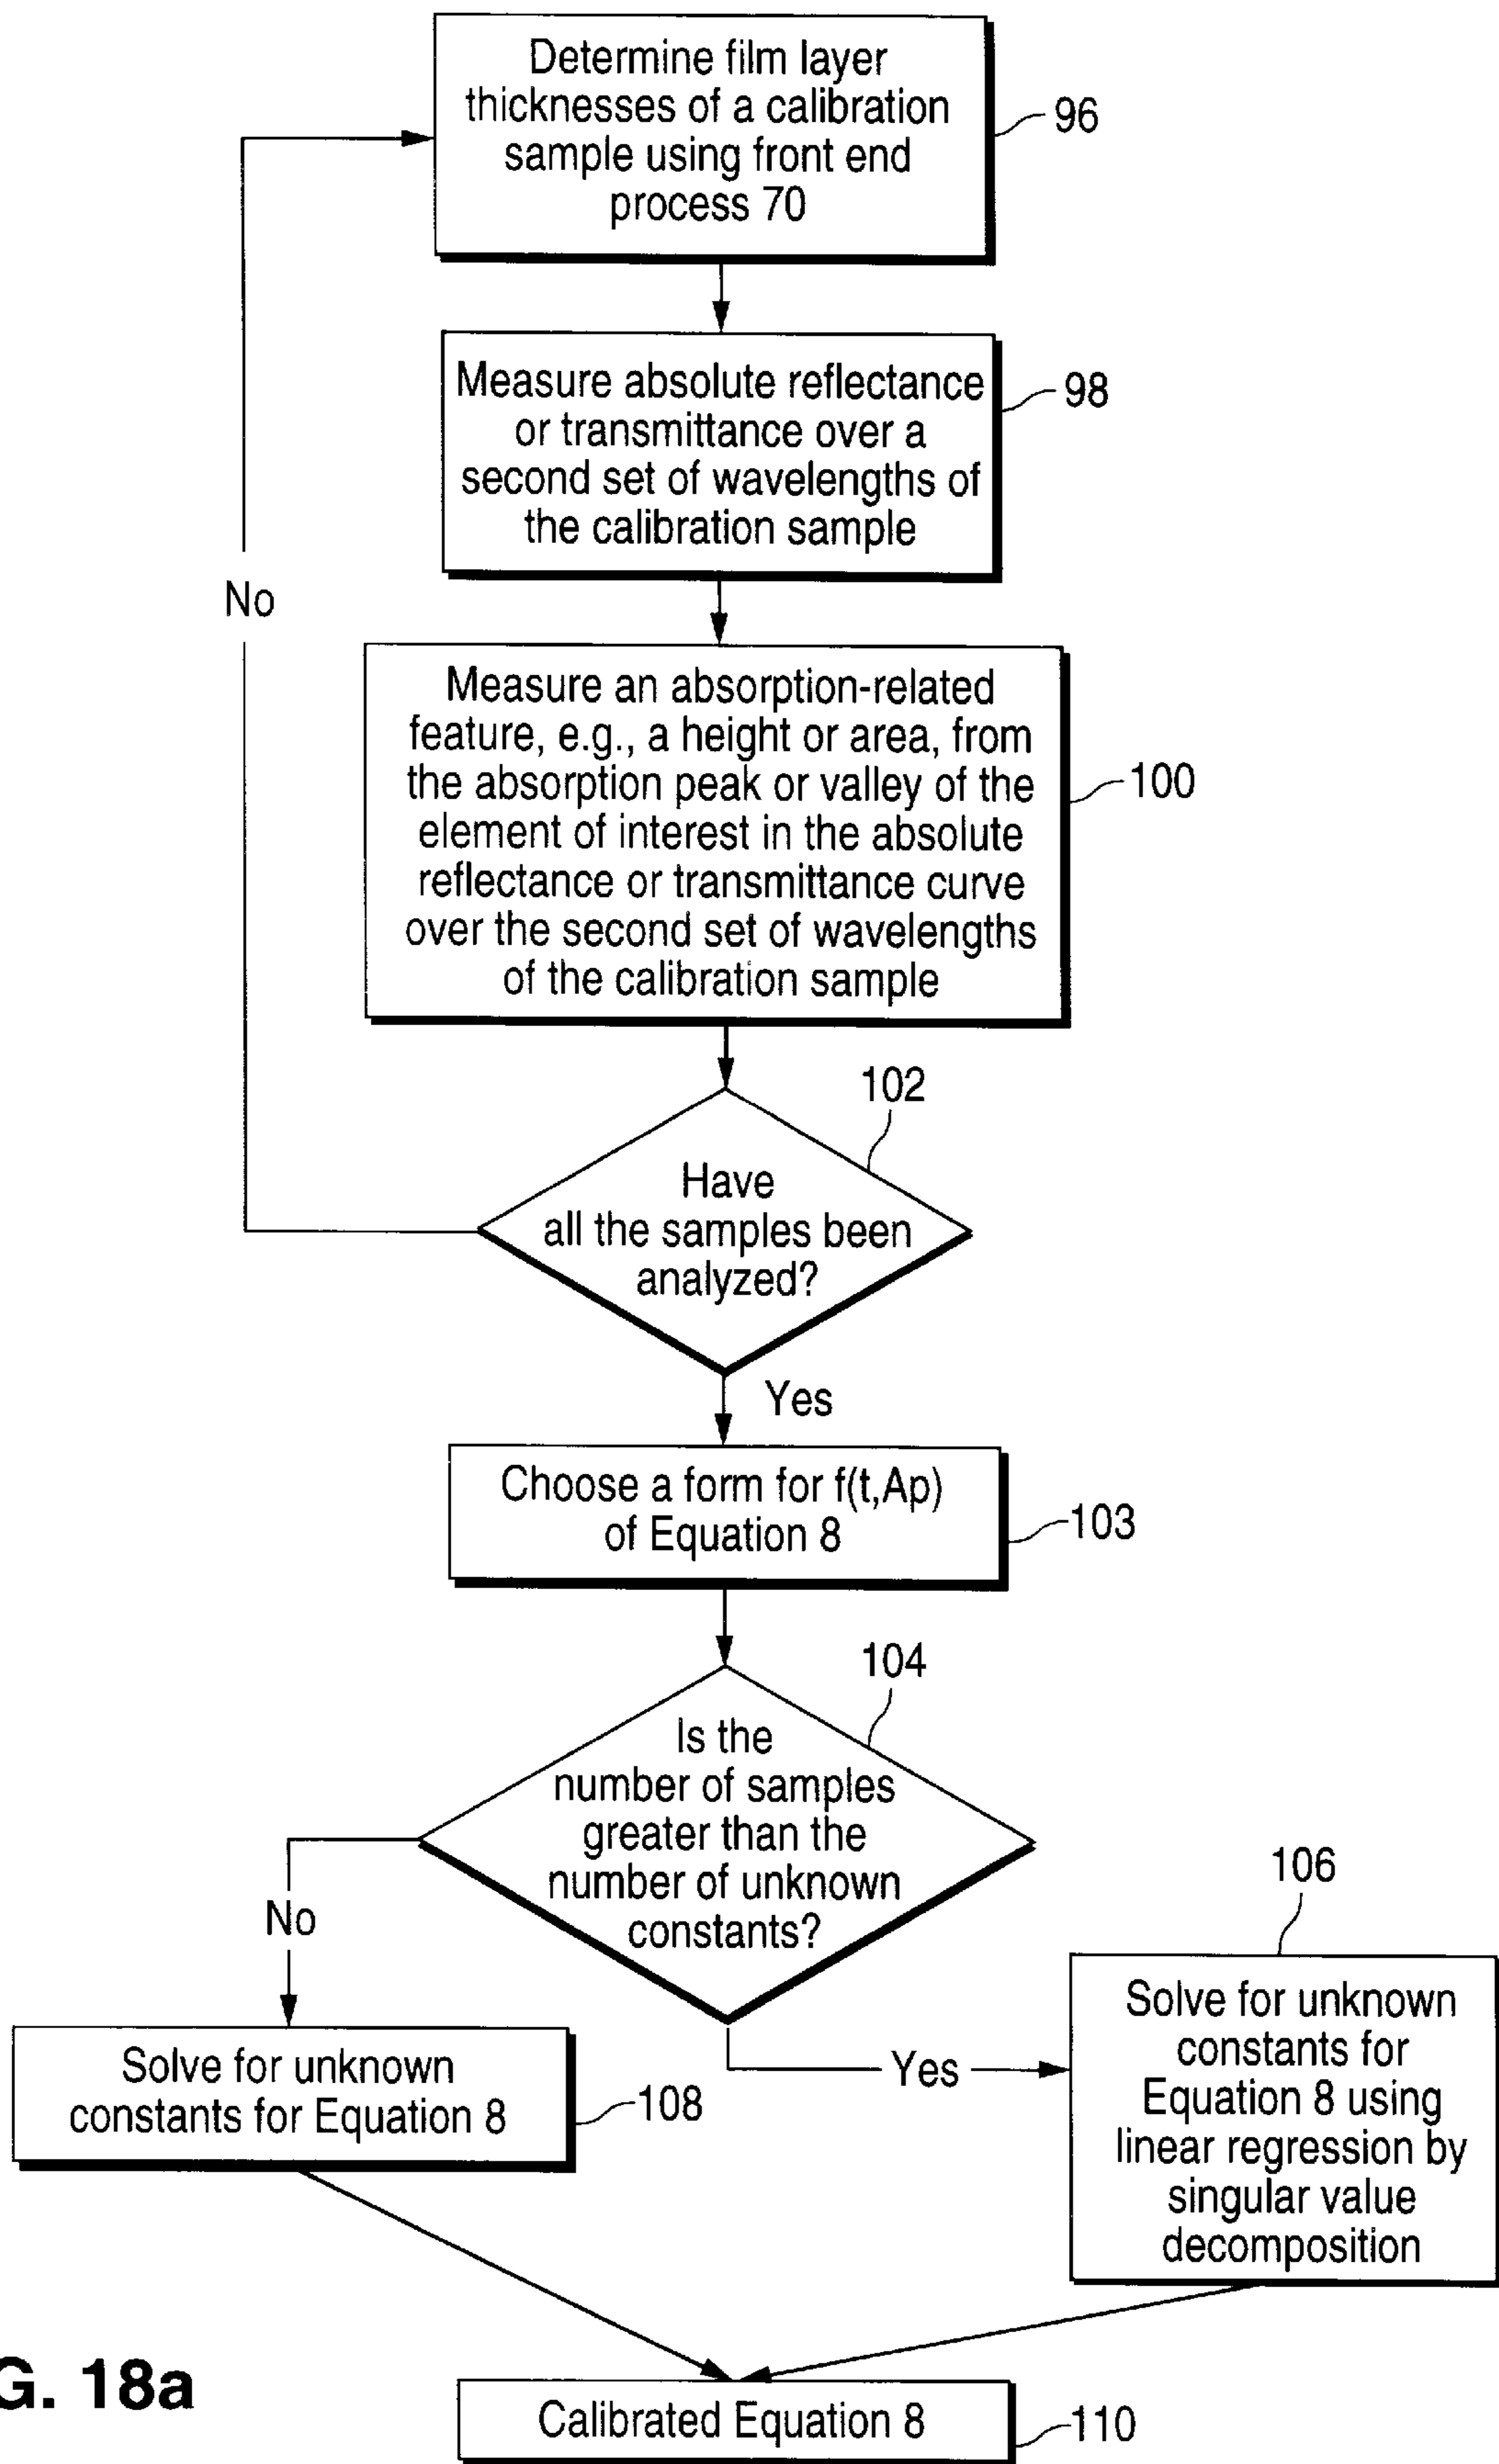 Determine film layer
thicknesses of a calibration
sample using front end
process 70
96
Measure absolute reflectance
or transmittance over a
second set of wavelengths of
the calibration sample
98
No
Measure an absorption-related
feature, e.g., a height or area, from
the absorption peak or valley of the
element of interest in the absolute
reflectance or transmittance curve
over the second set of wavelengths
of the calibration sample
100
102
Have
all the samples been
analyzed?
Yes
Choose a form for f(t,Ap)
of Equation 8
103
104
Is the
number of samples
greater than the
number of unknown
constants?
No
Yes
106
Solve for unknown
constants for
Equation 8 using
linear regression by
singular value
decomposition
Solve for unknown
constants for Equation 8
108
G. 18a
Calibrated Equation 8
110